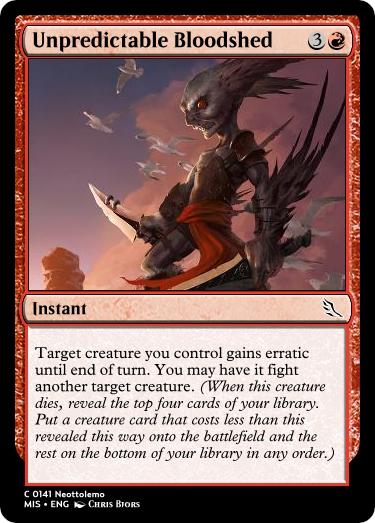 Unpredictable Bloodshed 3
Instant
Target creature you control gains erratic
until end of turn. You may have it fight
another target creature. (When this creature
dies, reveal the top four cards of your library.
Put a creature card that costs less than this
revealed this way onto the battlefield and the
rest on the bottom of your library in any order.)
C 0141 Neottolemo
MIS • ENG Chris Bjors